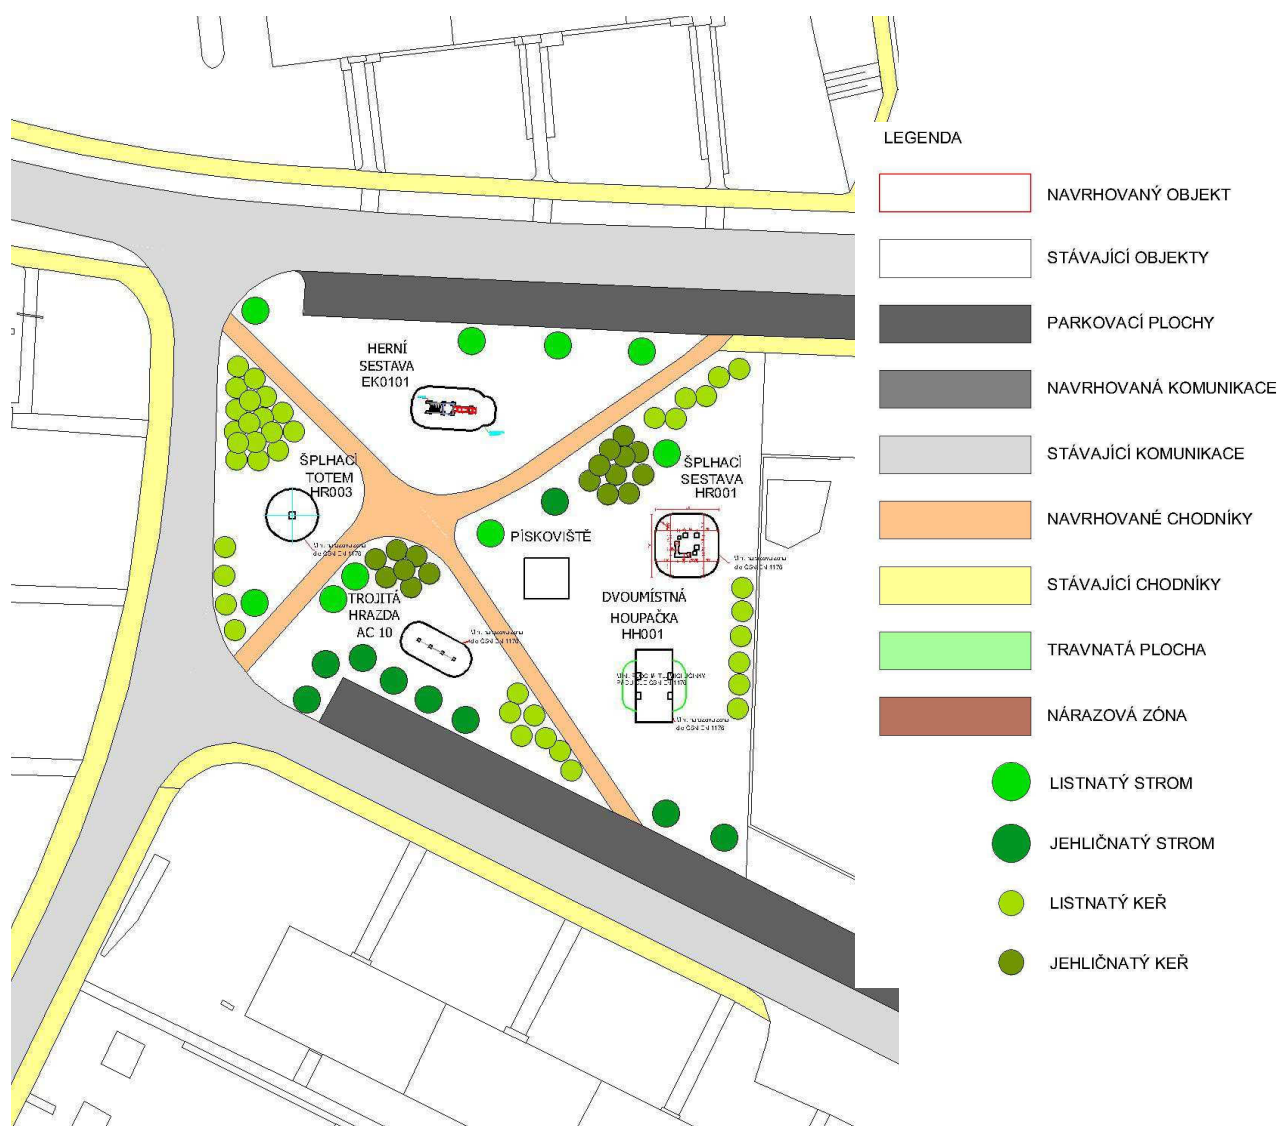 HERNÍ
SESTAVA
EK0101
ŠPLHACÍ
TOTEM
HR003
ŠPLHACÍ
SESTAVA
HR001
PÍSKOVIŠTĚ
TROJITÁ
HRAZDA
AC 10
DVOUMÍSTNÁ
HOUPAČKA
HH001
LEGENDA
NAVRHOVANÝ OBJEKT
STÁVAJÍCÍ OBJEKTY
PARKOVACÍ PLOCHY
NAVRHOVANÁ KOMUNIKACE
STÁVAJÍCÍ KOMUNIKACE
NAVRHOVANÉ CHODNÍKY
STÁVAJÍCÍ CHODNÍKY
TRAVNATÁ PLOCHA
NÁRAZOVÁ ZÓNA
LISTNATÝ STROM
JEHLIČNATÝ STROM
LISTNATÝ KEŘ
JEHLIČNATÝ KEŘ